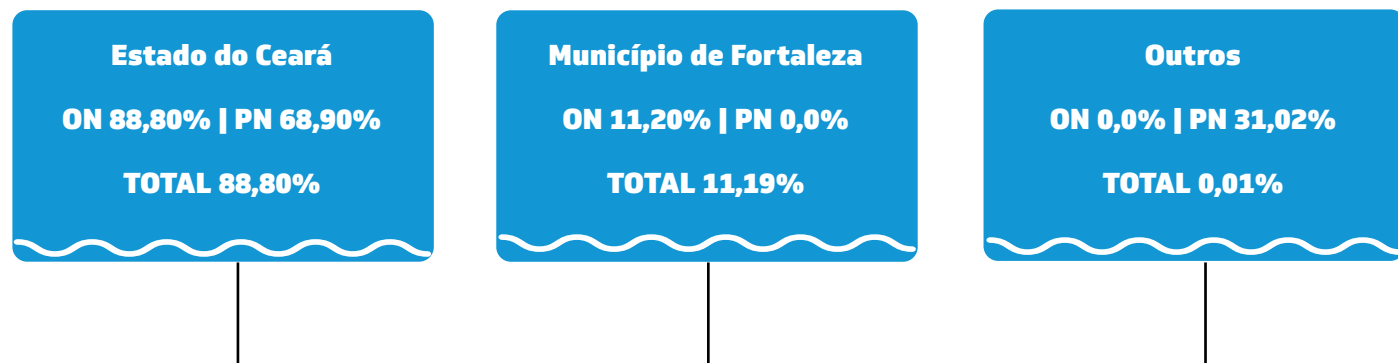 Estado do Ceará
ON 88,80% | PN 68,90%
TOTAL 88,80%
Município de Fortaleza
ON 11,20% | PN 0,0%
TOTAL 11,19%
Outros
ON 0,0% | PN 31,02%
TOTAL 0,01%